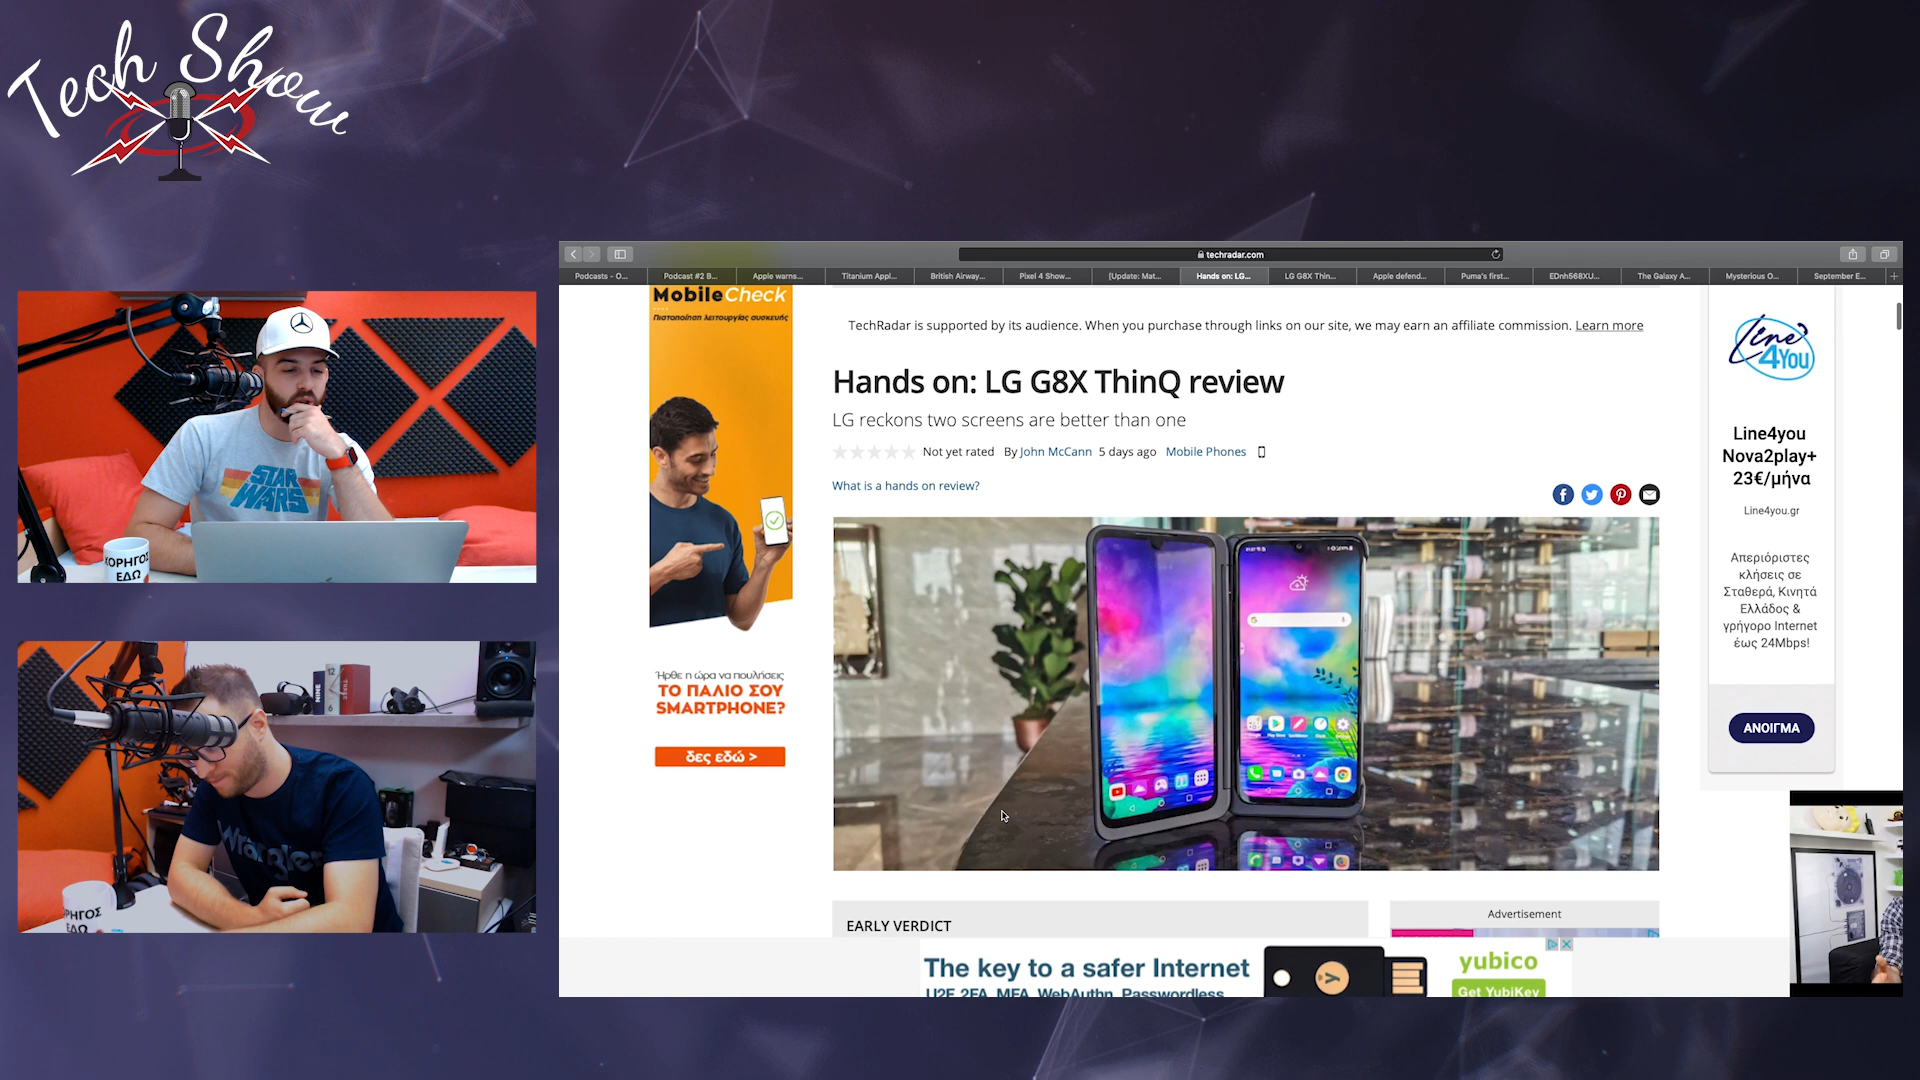 Tech Show
techradar.com
Podcasts - O...
Podcast #2 B...
Apple warns...
Titanium Appl...
British Airway...
Pixel 4 Show...
[Update: Mat...
Hands on: LG...
LG G8X Thin...
Apple defend...
Puma's first...
EDnh568XU...
The Galaxy A...
Mysterious O...
September E...
MobileCheck
Πιστοποίηση λειτουργίας συσκευής
Ήρθε η ώρα να πουλήσεις
ΤΟ ΠΑΛΙΟ ΣΟΥ
SMARTPHONE?
δες εδώ >
TechRadar is supported by its audience. When you purchase through links on our site, we may earn an affiliate commission. Learn more
Hands on: LG G8X ThinQ review
LG reckons two screens are better than one
Not yet rated By John McCann 5 days ago Mobile Phones
What is a hands on review?
EARLY VERDICT
Advertisement
The key to a safer Internet
U2F, 2FA, MFA, WebAuthn, Passwordless
yubico
Get YubiKey
Line
4You
Line4you
Nova2play+
23€/μήνα
Line4you.gr
Απεριόριστες
κλήσεις σε
Σταθερά, Κινητά
Ελλάδος &
γρήγορο Internet
έως 24Mbps!
ΑΝΟΙΓΜΑ
STAR
WARS
ΧΟΡΗΓΟΣ
ΕΔΩ
Wrangler
ΡΗΓΟΣ
ΕΔΩ